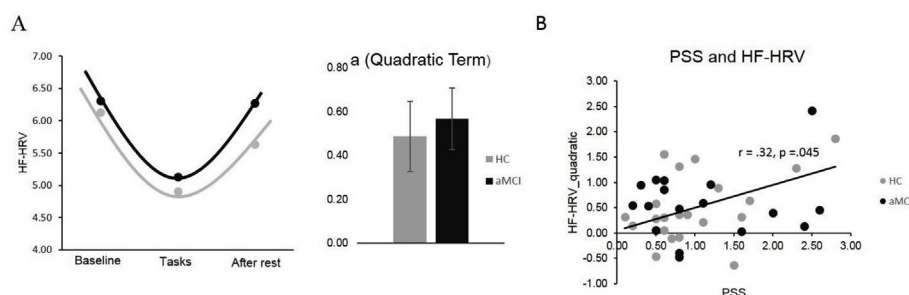 A
7.00
6.50
6.00
5.50
5.00
4.50
4.00
HF-HRV
Baseline
Tasks
After rest
a (Quadratic Term)
0.80
0.60
0.40
0.20
0.00
HC
aMCI
B
PSS and HF-HRV
3.00
2.50
2.00
1.50
1.00
0.50
0.00
-0.50
-1.00
HF-HRV_quadratic
r = .32, p =.045
HC
aMCI
0.50 1.00 1.50 2.00 2.50 3.00
PSS